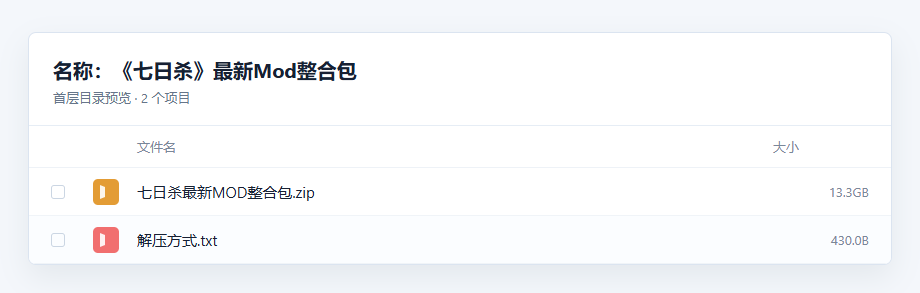 名称：《七日杀》最新Mod整合包
首层目录预览 · 2 个项目
文件名 大小
七日杀最新MOD整合包.zip 13.3GB
解压方式.txt 430.0B